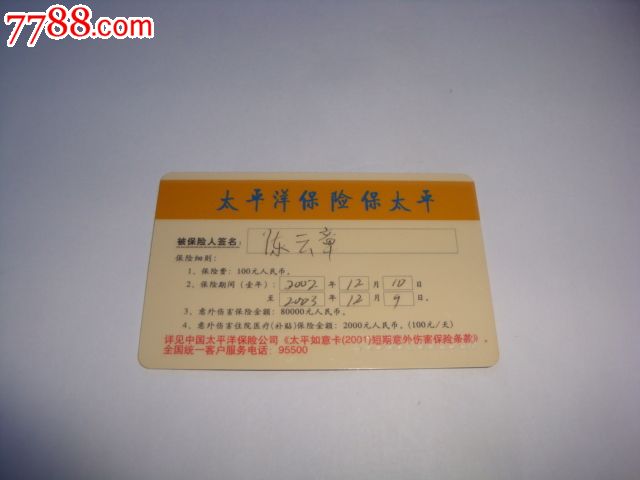 7788.com
太平洋保险保太平
被保险人签名: 陈云章
保险细则:
1、保险费: 100元人民币。
2、保险期间(壹年): 2002 年 12 月 10 日
至 2003 年 12 月 9 日。
3、意外伤害保险金额: 80000元人民币。
4、意外伤害住院医疗(补贴)保险金额: 2000元人民币。(100元/天)
详见中国太平洋保险公司《太平如意卡(2001)短期意外伤害保险条款》。
全国统一客户服务电话: 95500